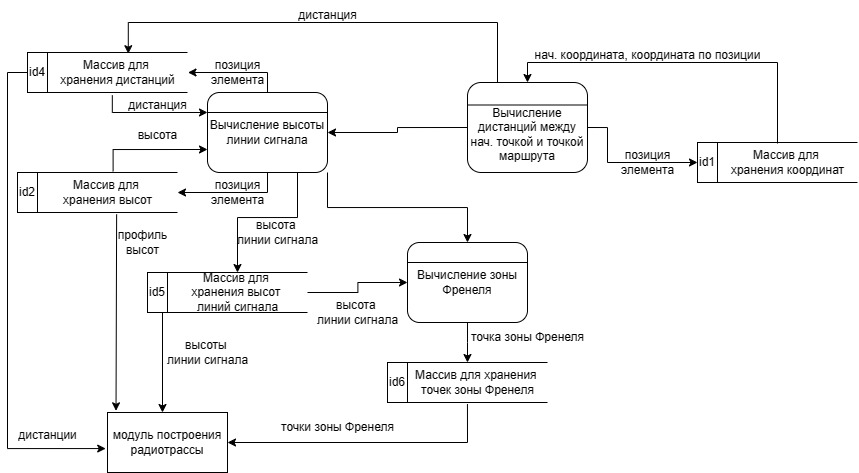 дистанция
нач. координата, координата по позиции
id4
Массив для
хранения дистанций
позиция
элемента
дистанция
Вычисление высоты
линии сигнала
Вычисление
дистанций между
нач. точкой и точкой
маршрута
высота
позиция
элемента
id1
Массив для
хранения координат
id2
Массив для
хранения высот
позиция
элемента
профиль
высот
высота
линии сигнала
id5
Массив для
хранения высот
линий сигнала
высота
линии сигнала
Вычисление зоны
Френеля
точка зоны Френеля
высоты
линии сигнала
id6
Массив для хранения
точек зоны Френеля
дистанции
модуль построения
радиотрассы
точки зоны Френеля